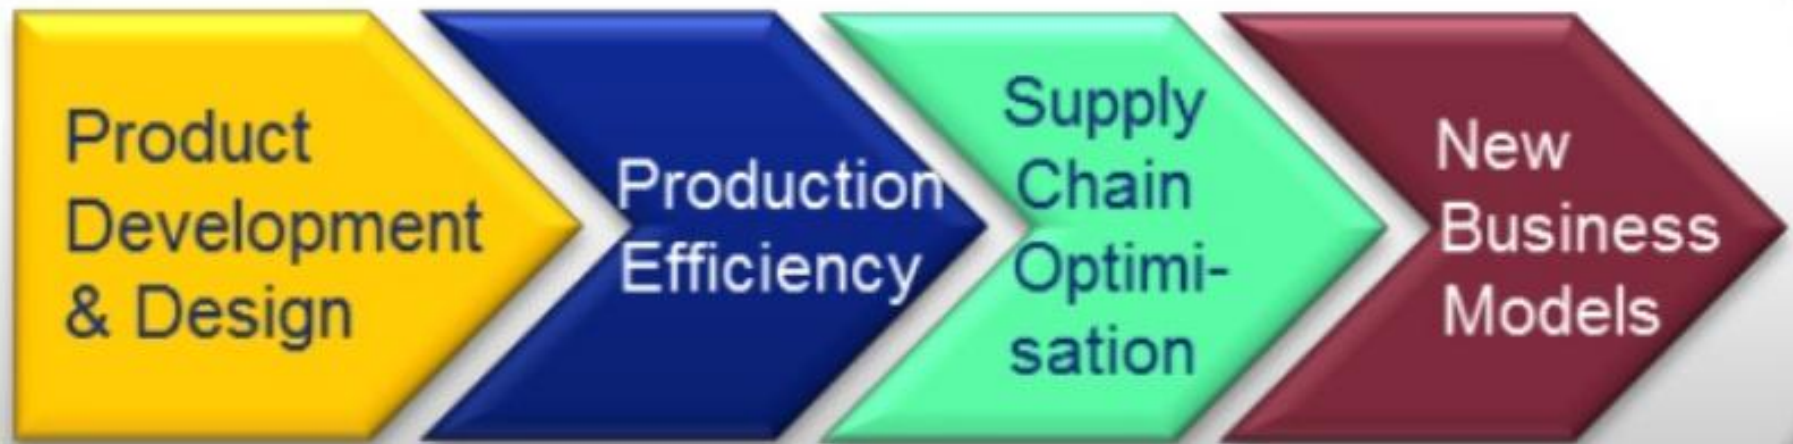 Product
Development
& Design
Production
Efficiency
Supply
Chain
Optimi-
sation
New
Business
Models